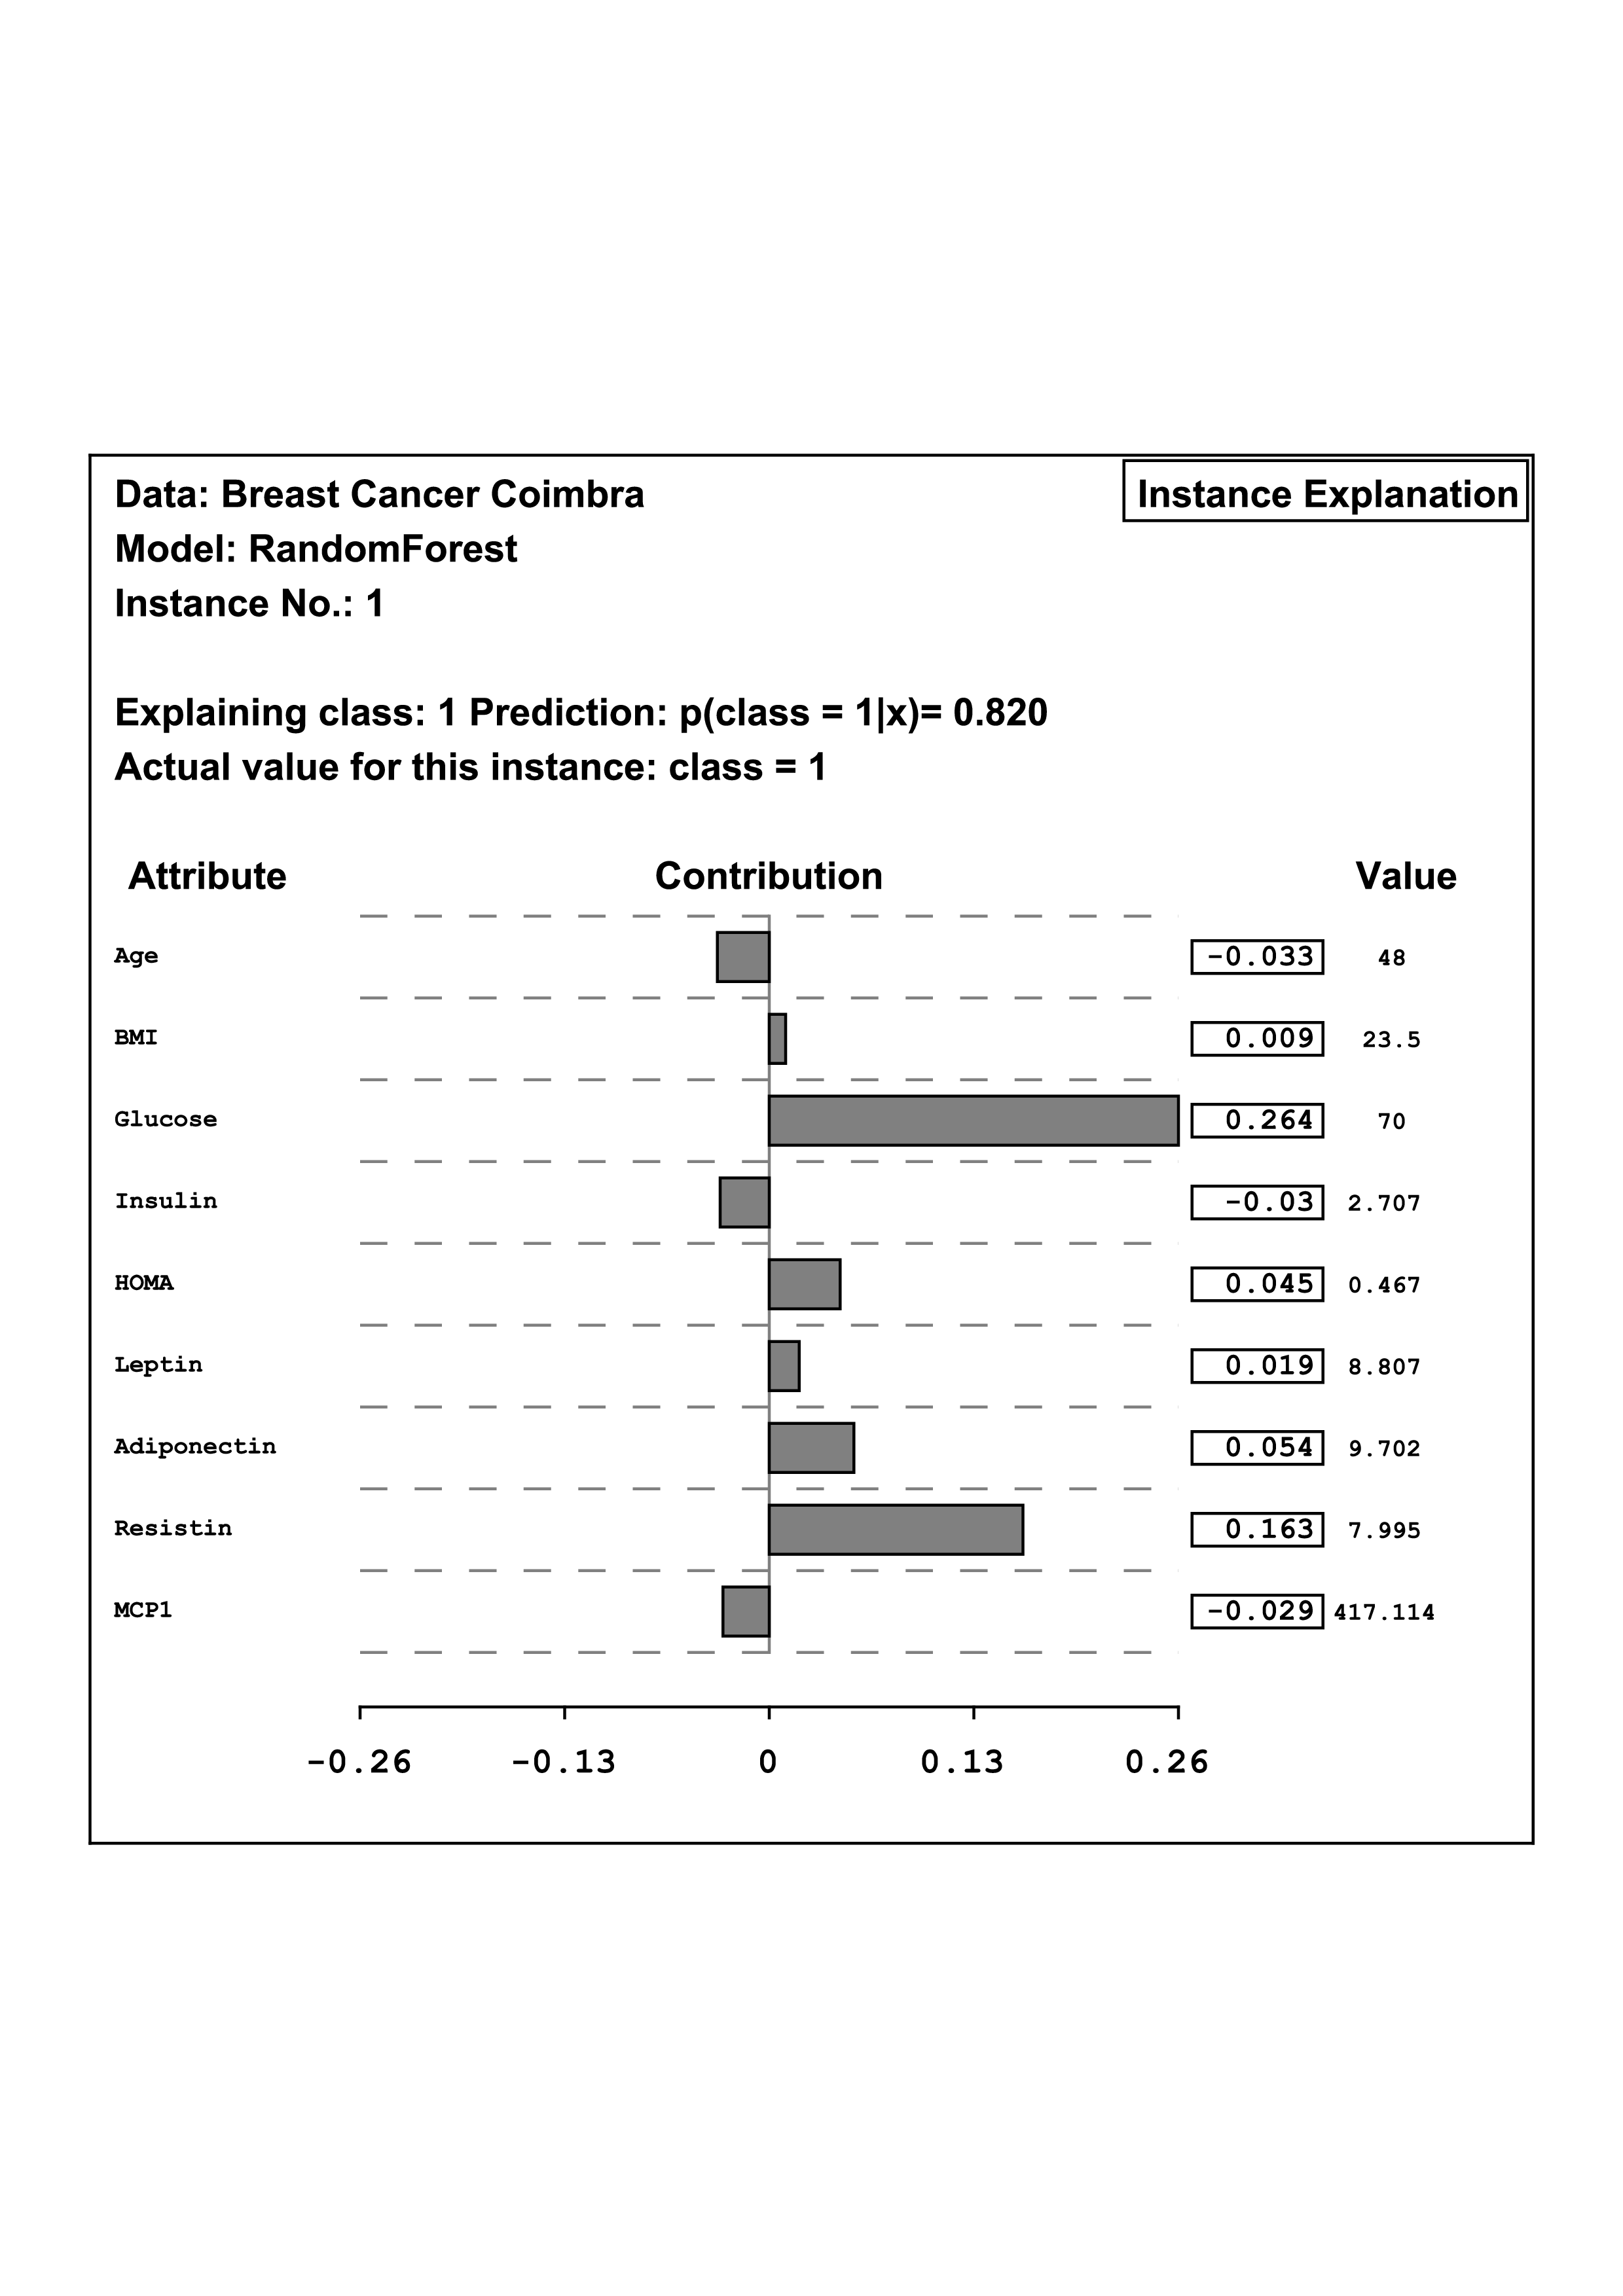 Data: Breast Cancer Coimbra
Instance Explanation
Model: RandomForest
Instance No.: 1
Explaining class: 1 Prediction: p(class = 1|x)= 0.820
Actual value for this instance: class = 1
Attribute Contribution Value
Age -0.033 48
BMI 0.009 23.5
Glucose 0.264 70
Insulin -0.03 2.707
HOMA 0.045 0.467
Leptin 0.019 8.807
Adiponectin 0.054 9.702
Resistin 0.163 7.995
MCP1 -0.029 417.114
-0.26 -0.13 0 0.13 0.26